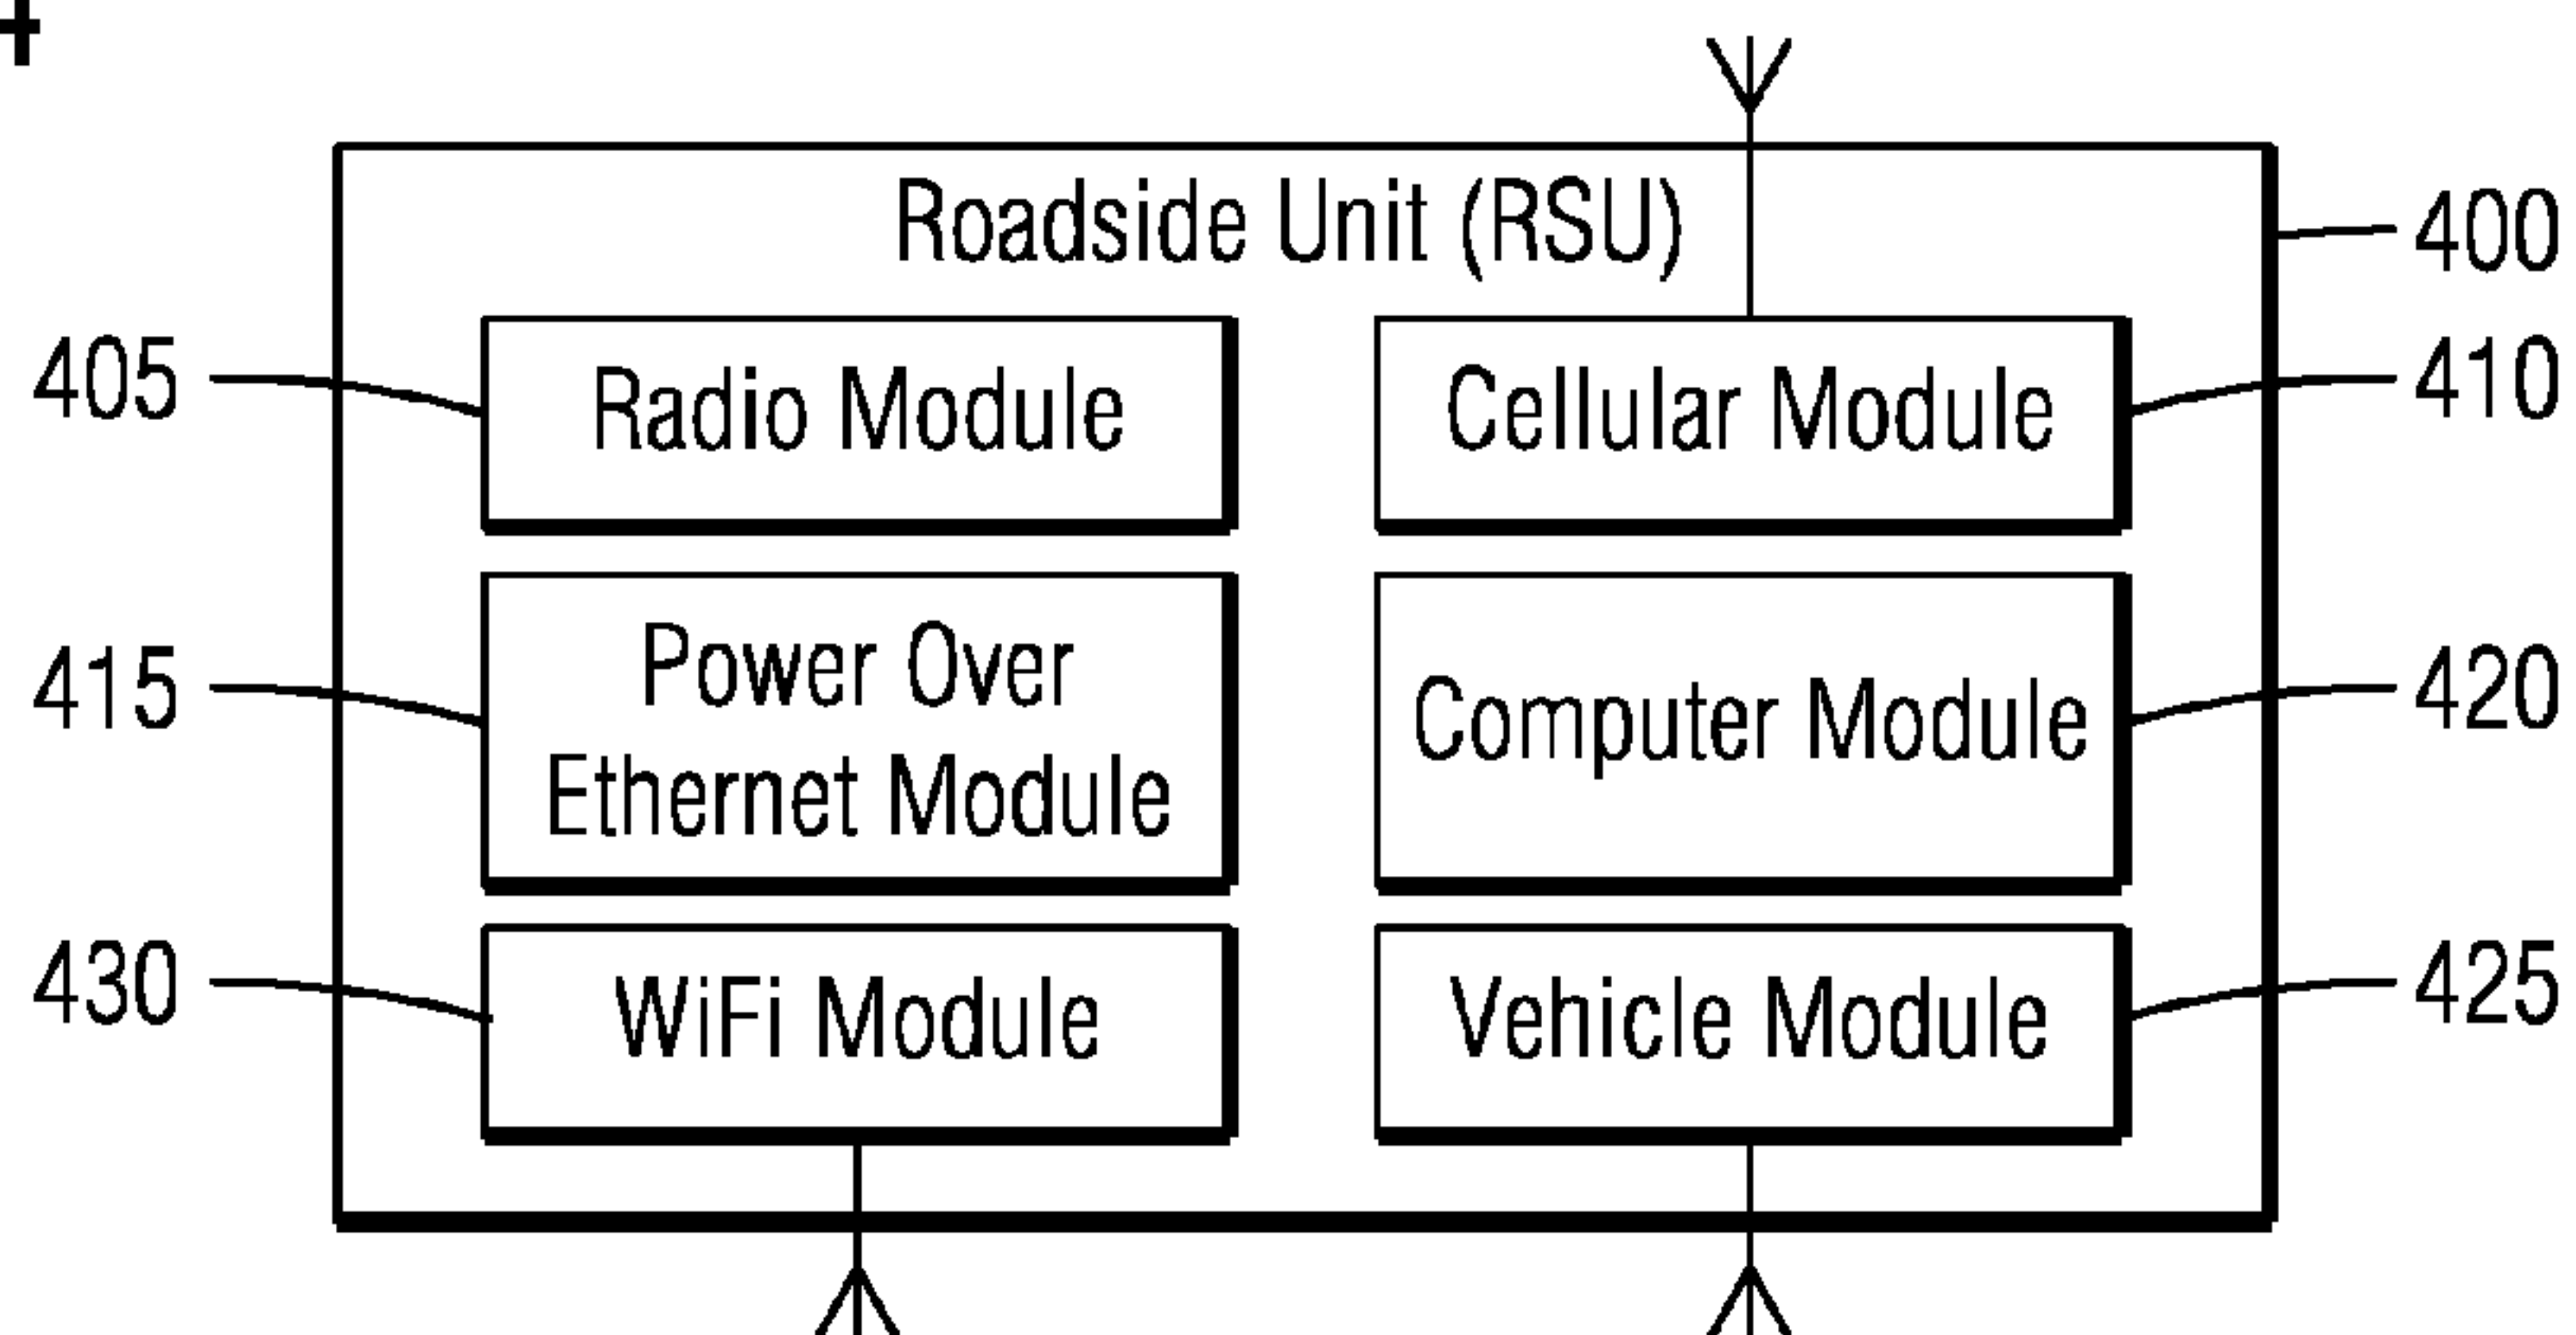 Roadside Unit (RSU)
400
405
Radio Module
Cellular Module
410
415
Power Over
Ethernet Module
Computer Module
420
430
WiFi Module
Vehicle Module
425